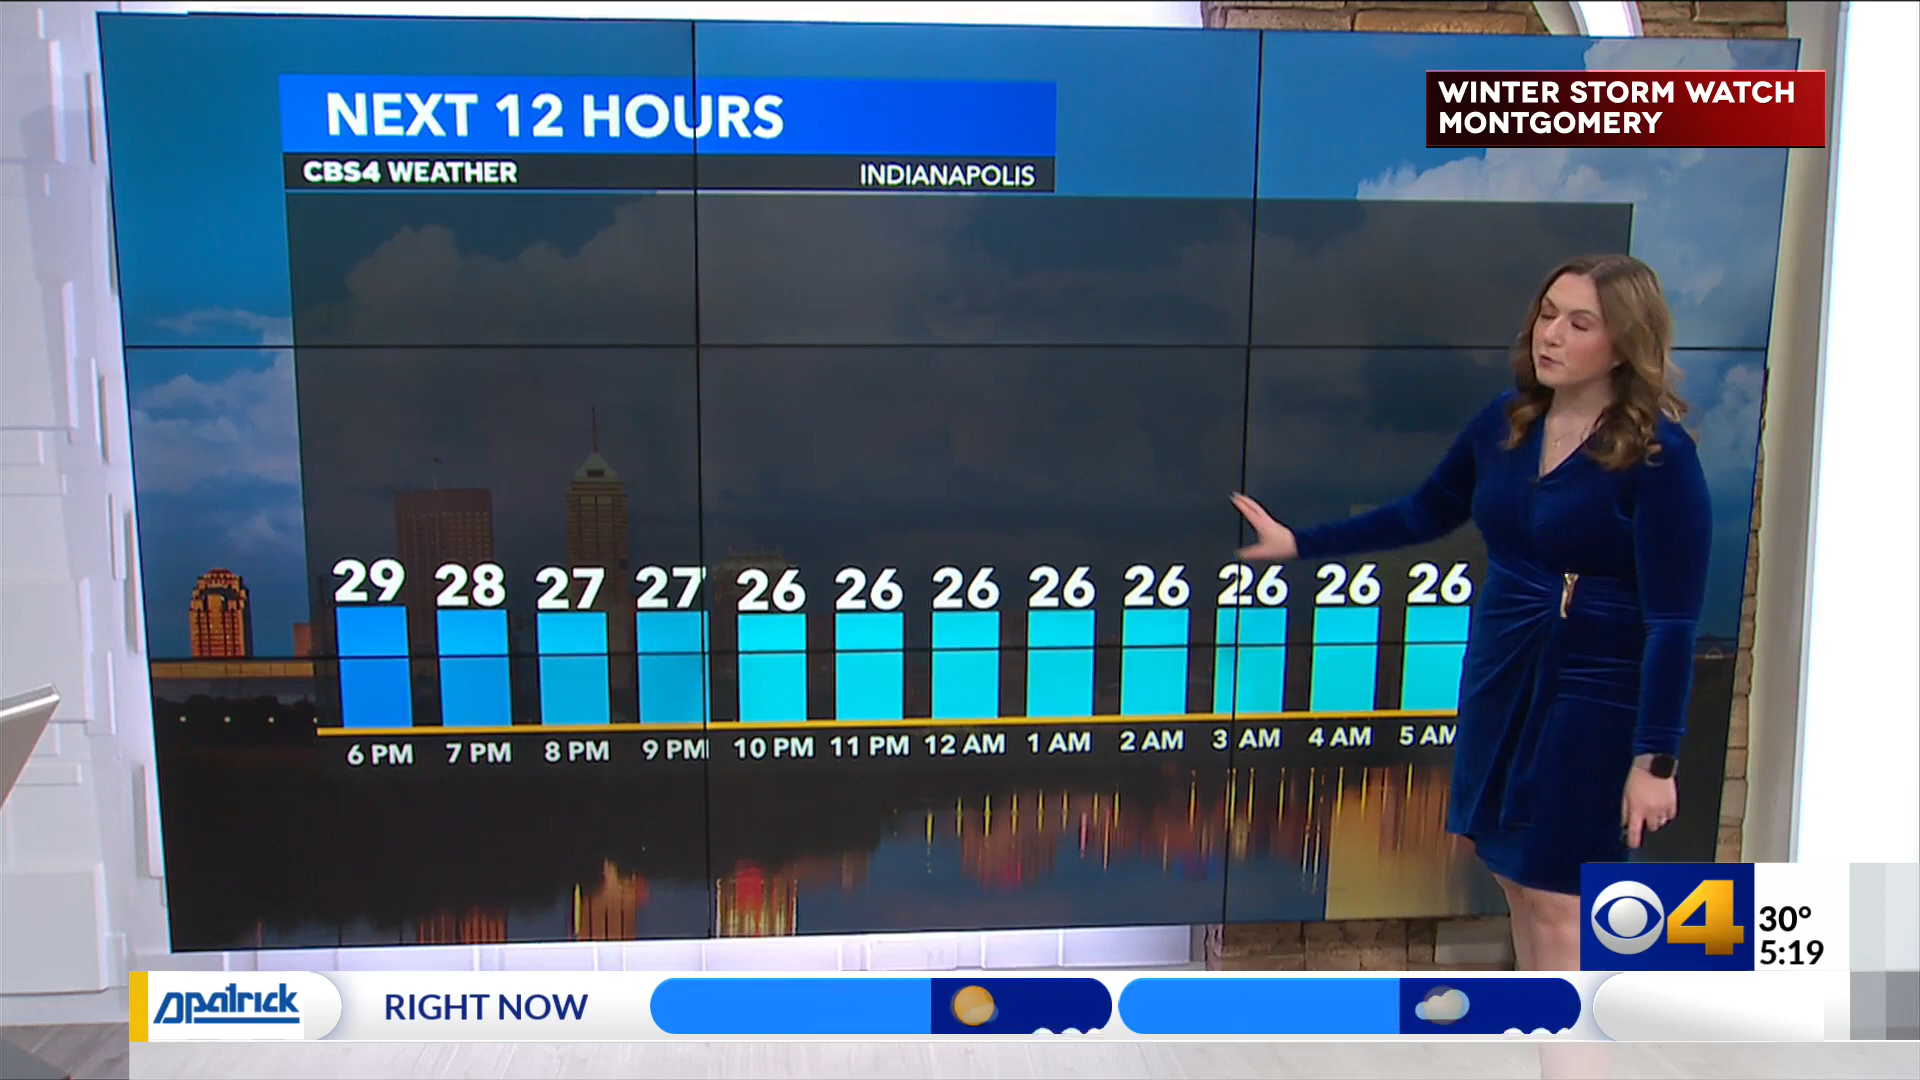 NEXT 12 HOURS
CBS4 WEATHER INDIANAPOLIS
WINTER STORM WATCH
MONTGOMERY
29 28 27 27 26 26 26 26 26 26 26 26
6 PM 7 PM 8 PM 9 PM 10 PM 11 PM 12 AM 1 AM 2 AM 3 AM 4 AM 5 AM
4 30°
5:19
patrick RIGHT NOW